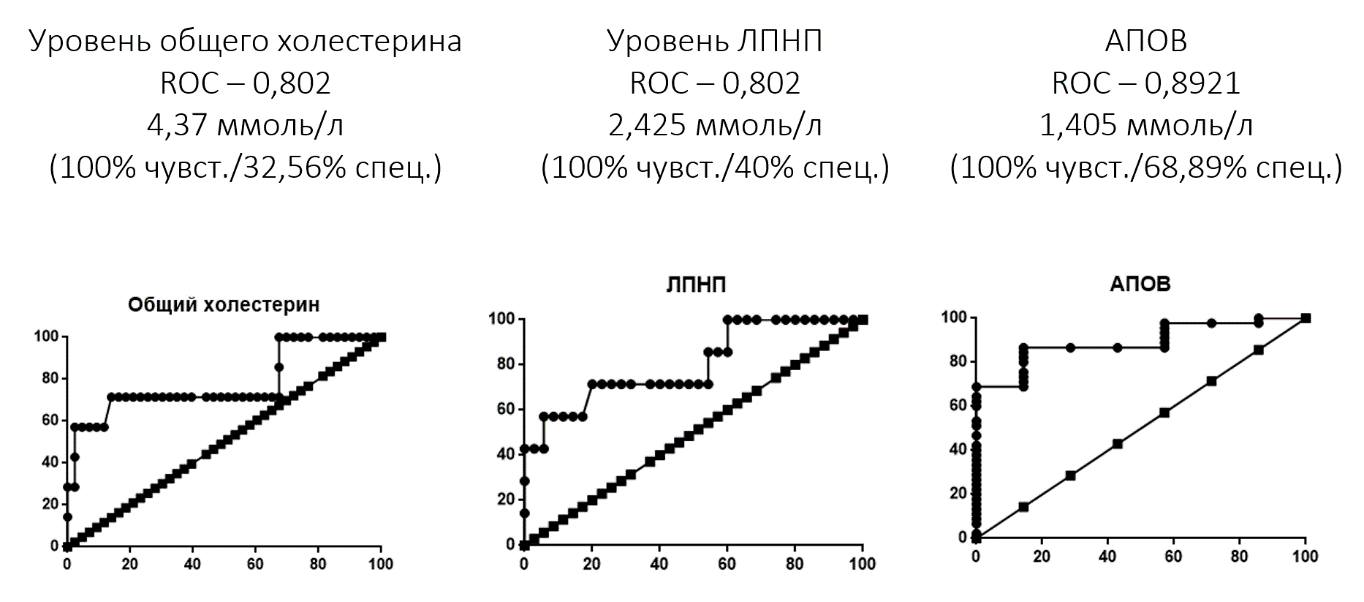 Уровень общего холестерина
ROC – 0,802
4,37 ммоль/л
(100% чувст./32,56% спец.)
Уровень ЛПНП
ROC – 0,802
2,425 ммоль/л
(100% чувст./40% спец.)
АПОВ
ROC – 0,8921
1,405 ммоль/л
(100% чувст./68,89% спец.)
Общий холестерин
100
80
60
40
20
0
0 20 40 60 80 100
ЛПНП
100
80
60
40
20
0
0 20 40 60 80 100
АПОВ
100
80
60
40
20
0
0 20 40 60 80 100